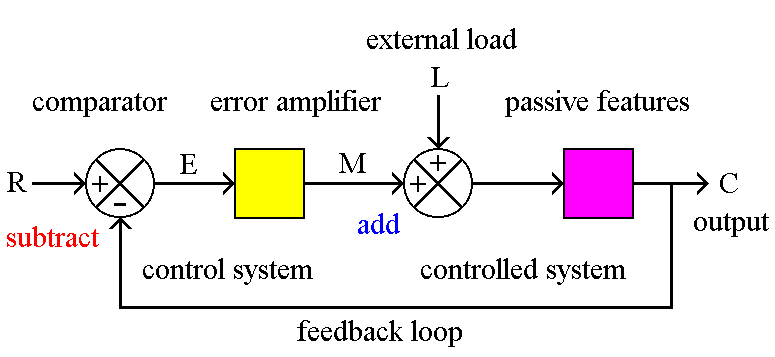 external load
L
comparator
error amplifier
passive features
R
+
-
E
M
+
+
C
subtract
add
output
control system
controlled system
feedback loop